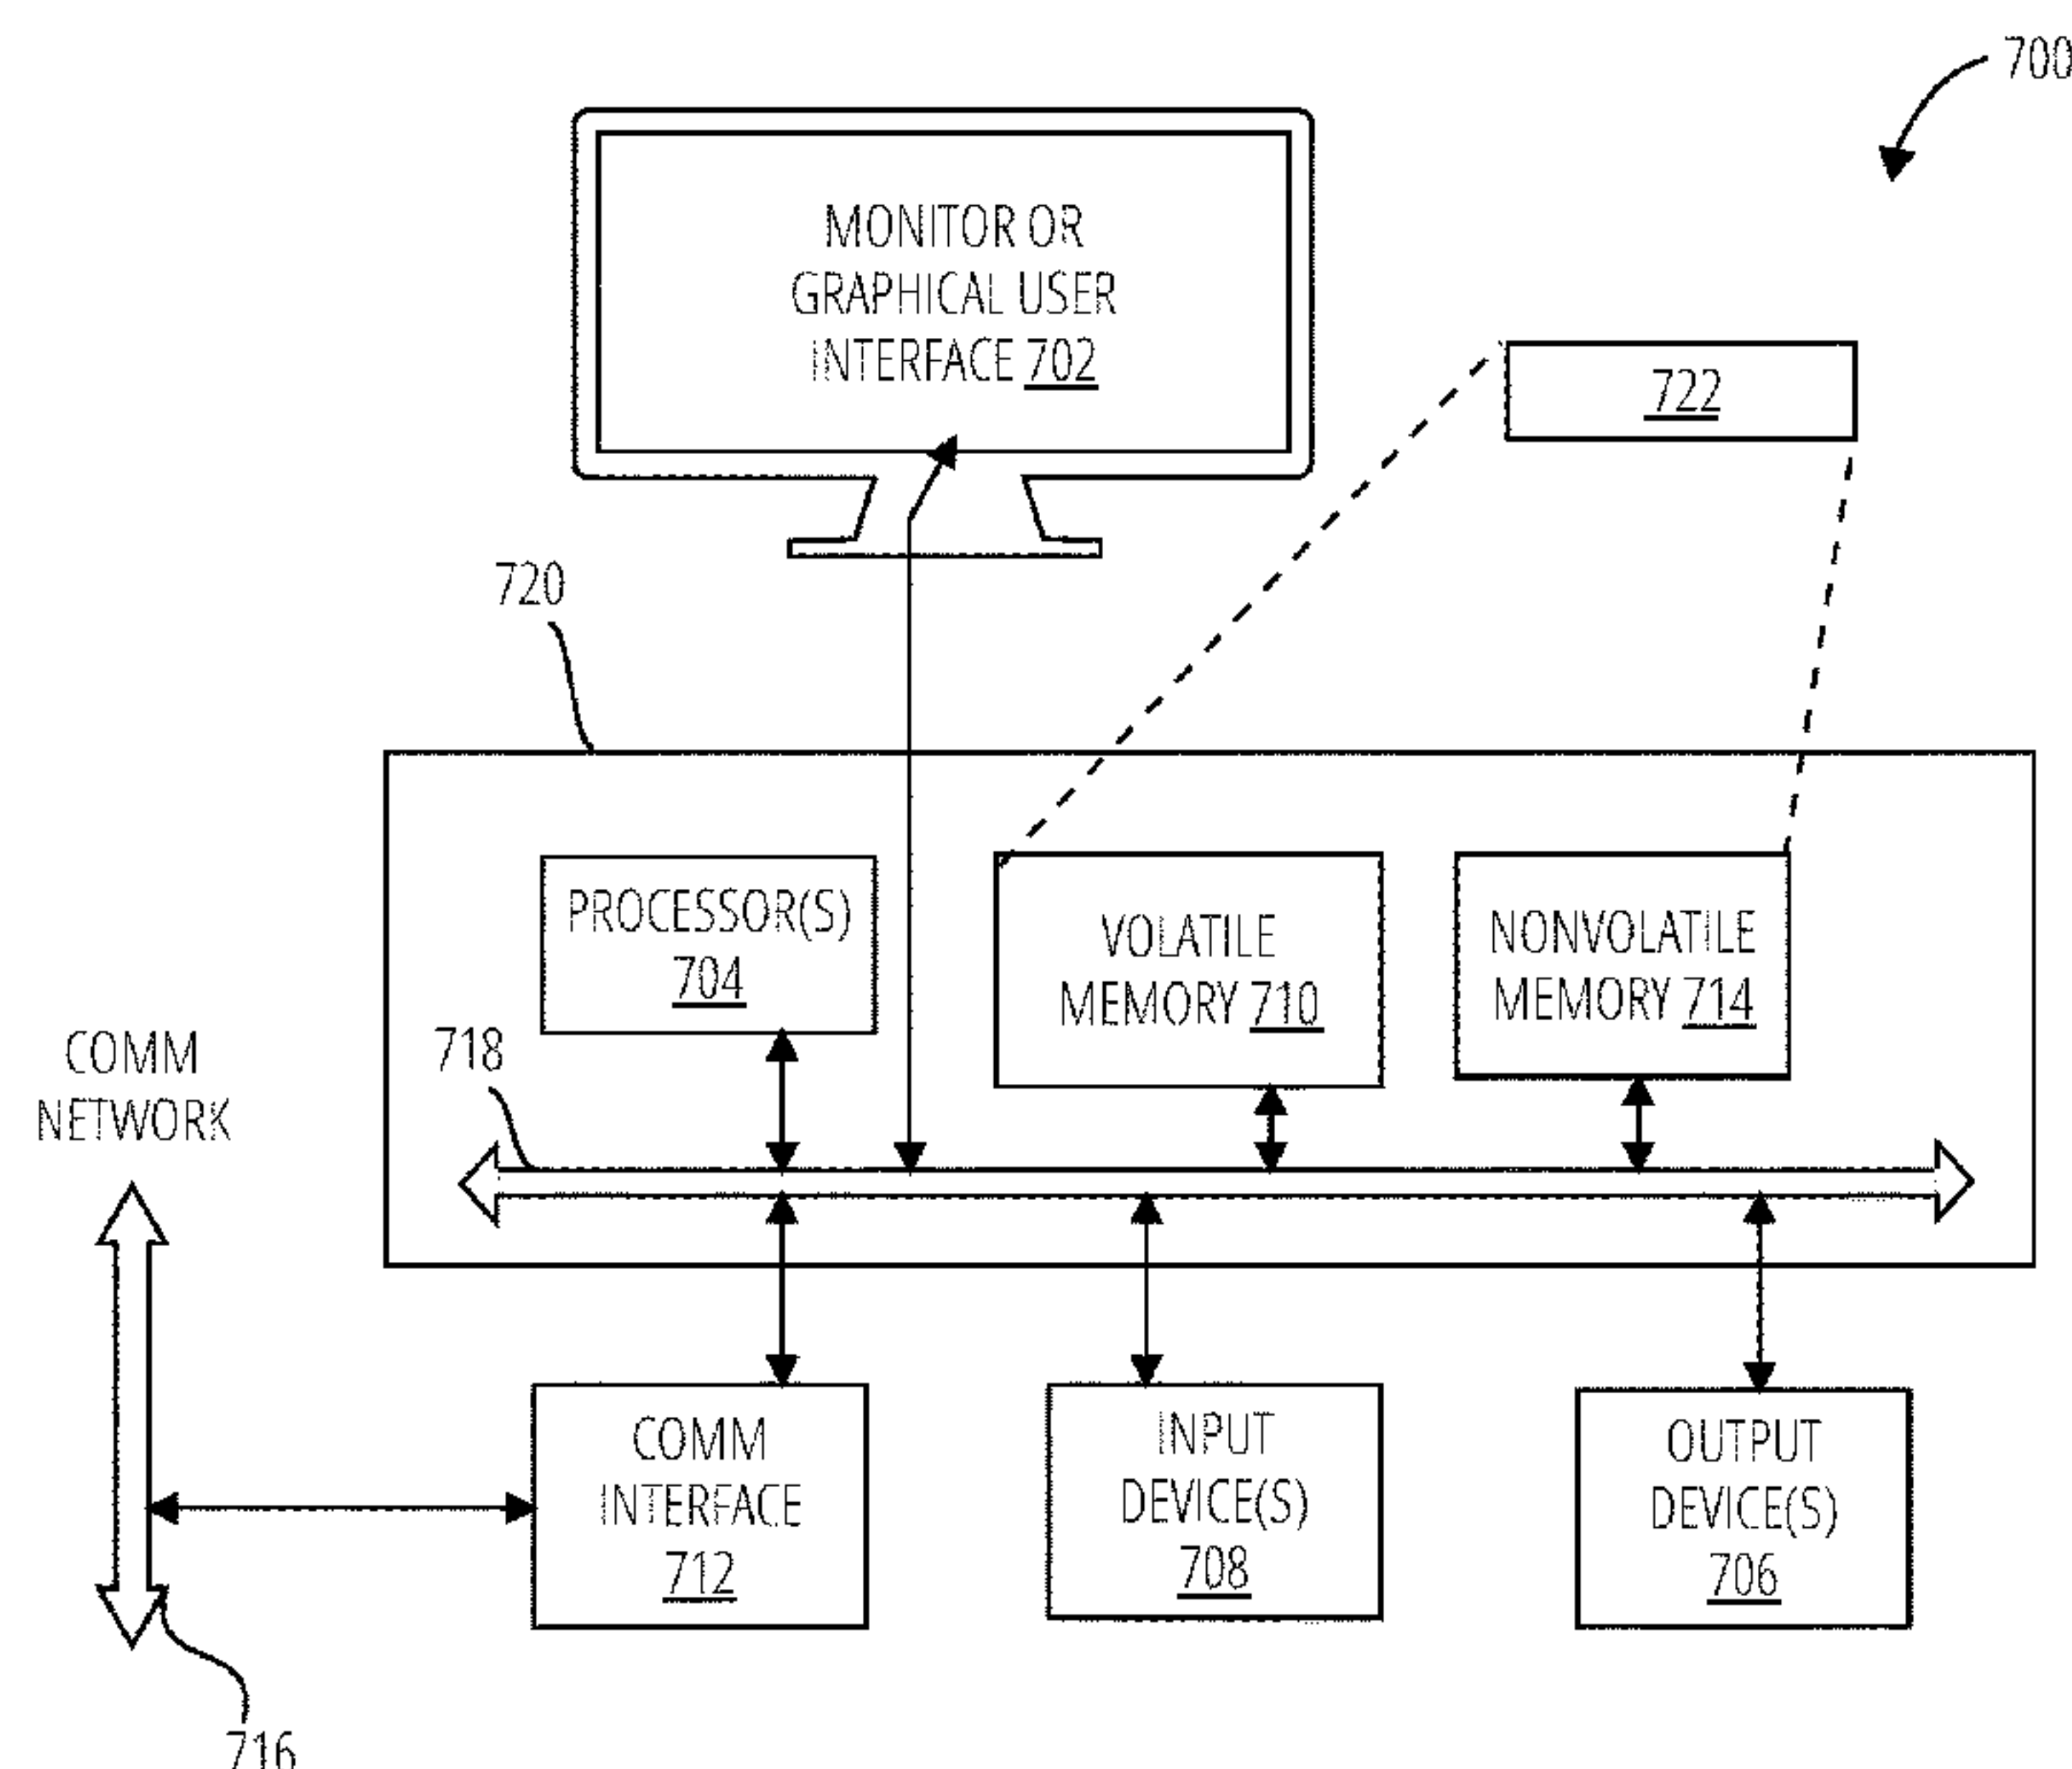 700
MONITOR OR
GRAPHICAL USER
INTERFACE 702
722
720
PROCESSOR(S)
704
VOLATILE
MEMORY 710
NONVOLATILE
MEMORY 714
718
COMM
NETWORK
COMM
INTERFACE
712
INPUT
DEVICE(S)
708
OUTPUT
DEVICE(S)
706
716